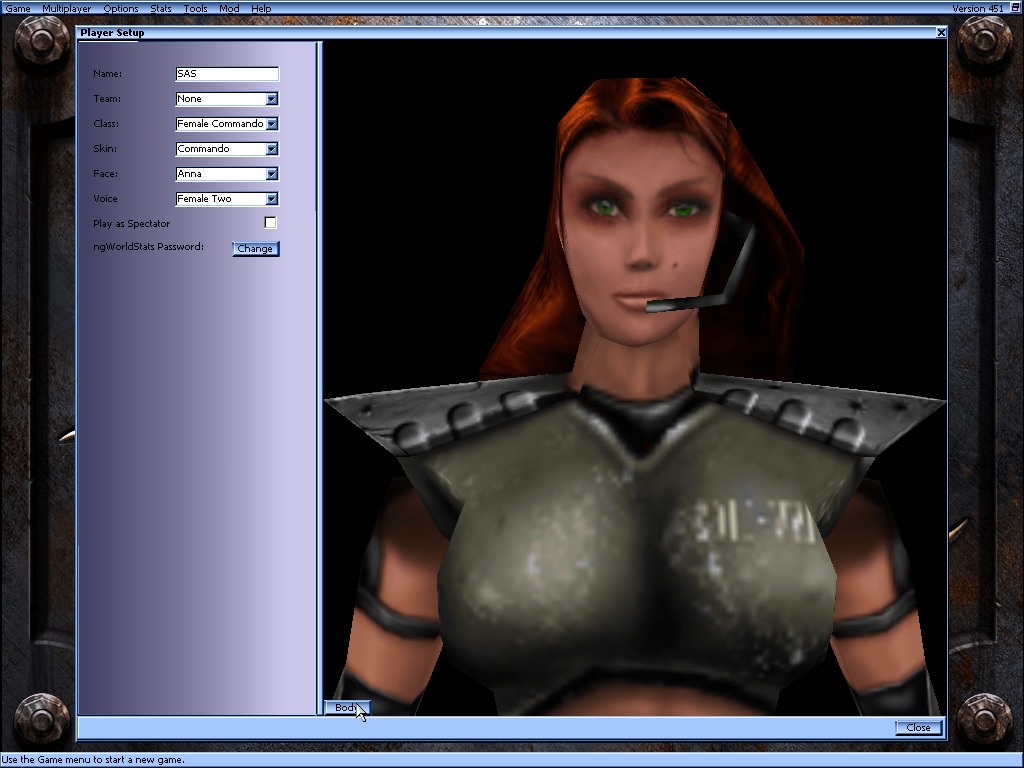 Game Multiplayer Options Stats Tools Mod Help Version 451
Player Setup
Name: SAS
Team: None
Class: Female Commando
Skin: Commando
Face: Anna
Voice Female Two
Play as Spectator
ngWorldStats Password: Change
Body
Close
Use the Game menu to start a new game.